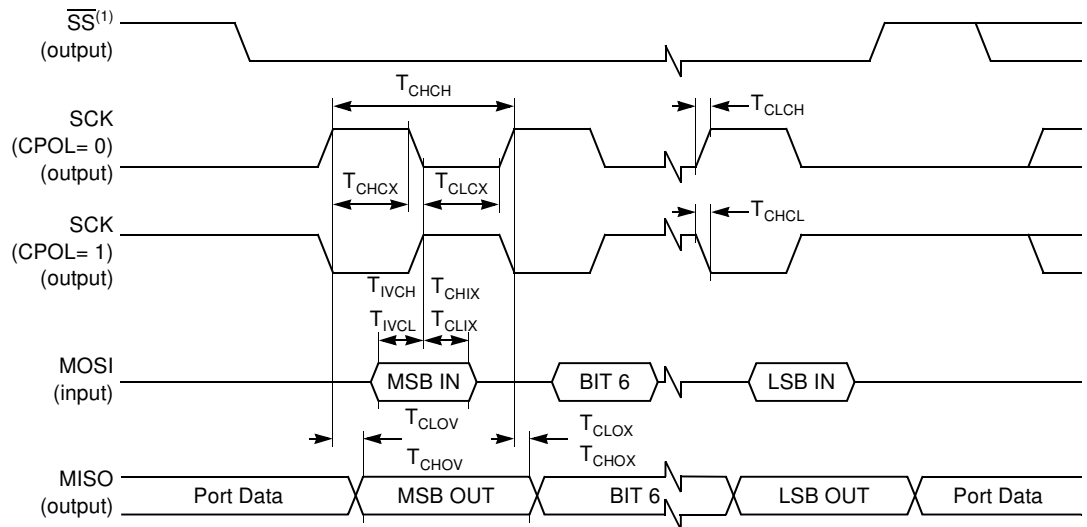 SS(1)
(output)
TCHCH
TCLCH
SCK
(CPOL= 0)
(output)
TCHCX
TCLCX
TCHCL
SCK
(CPOL= 1)
(output)
TIVCH
TCHIX
TIVCL
TCLIX
MOSI
(input)
MSB IN
BIT 6
LSB IN
TCLOV
TCLOX
TCHOV
TCHOX
MISO
(output)
Port Data
MSB OUT
BIT 6
LSB OUT
Port Data